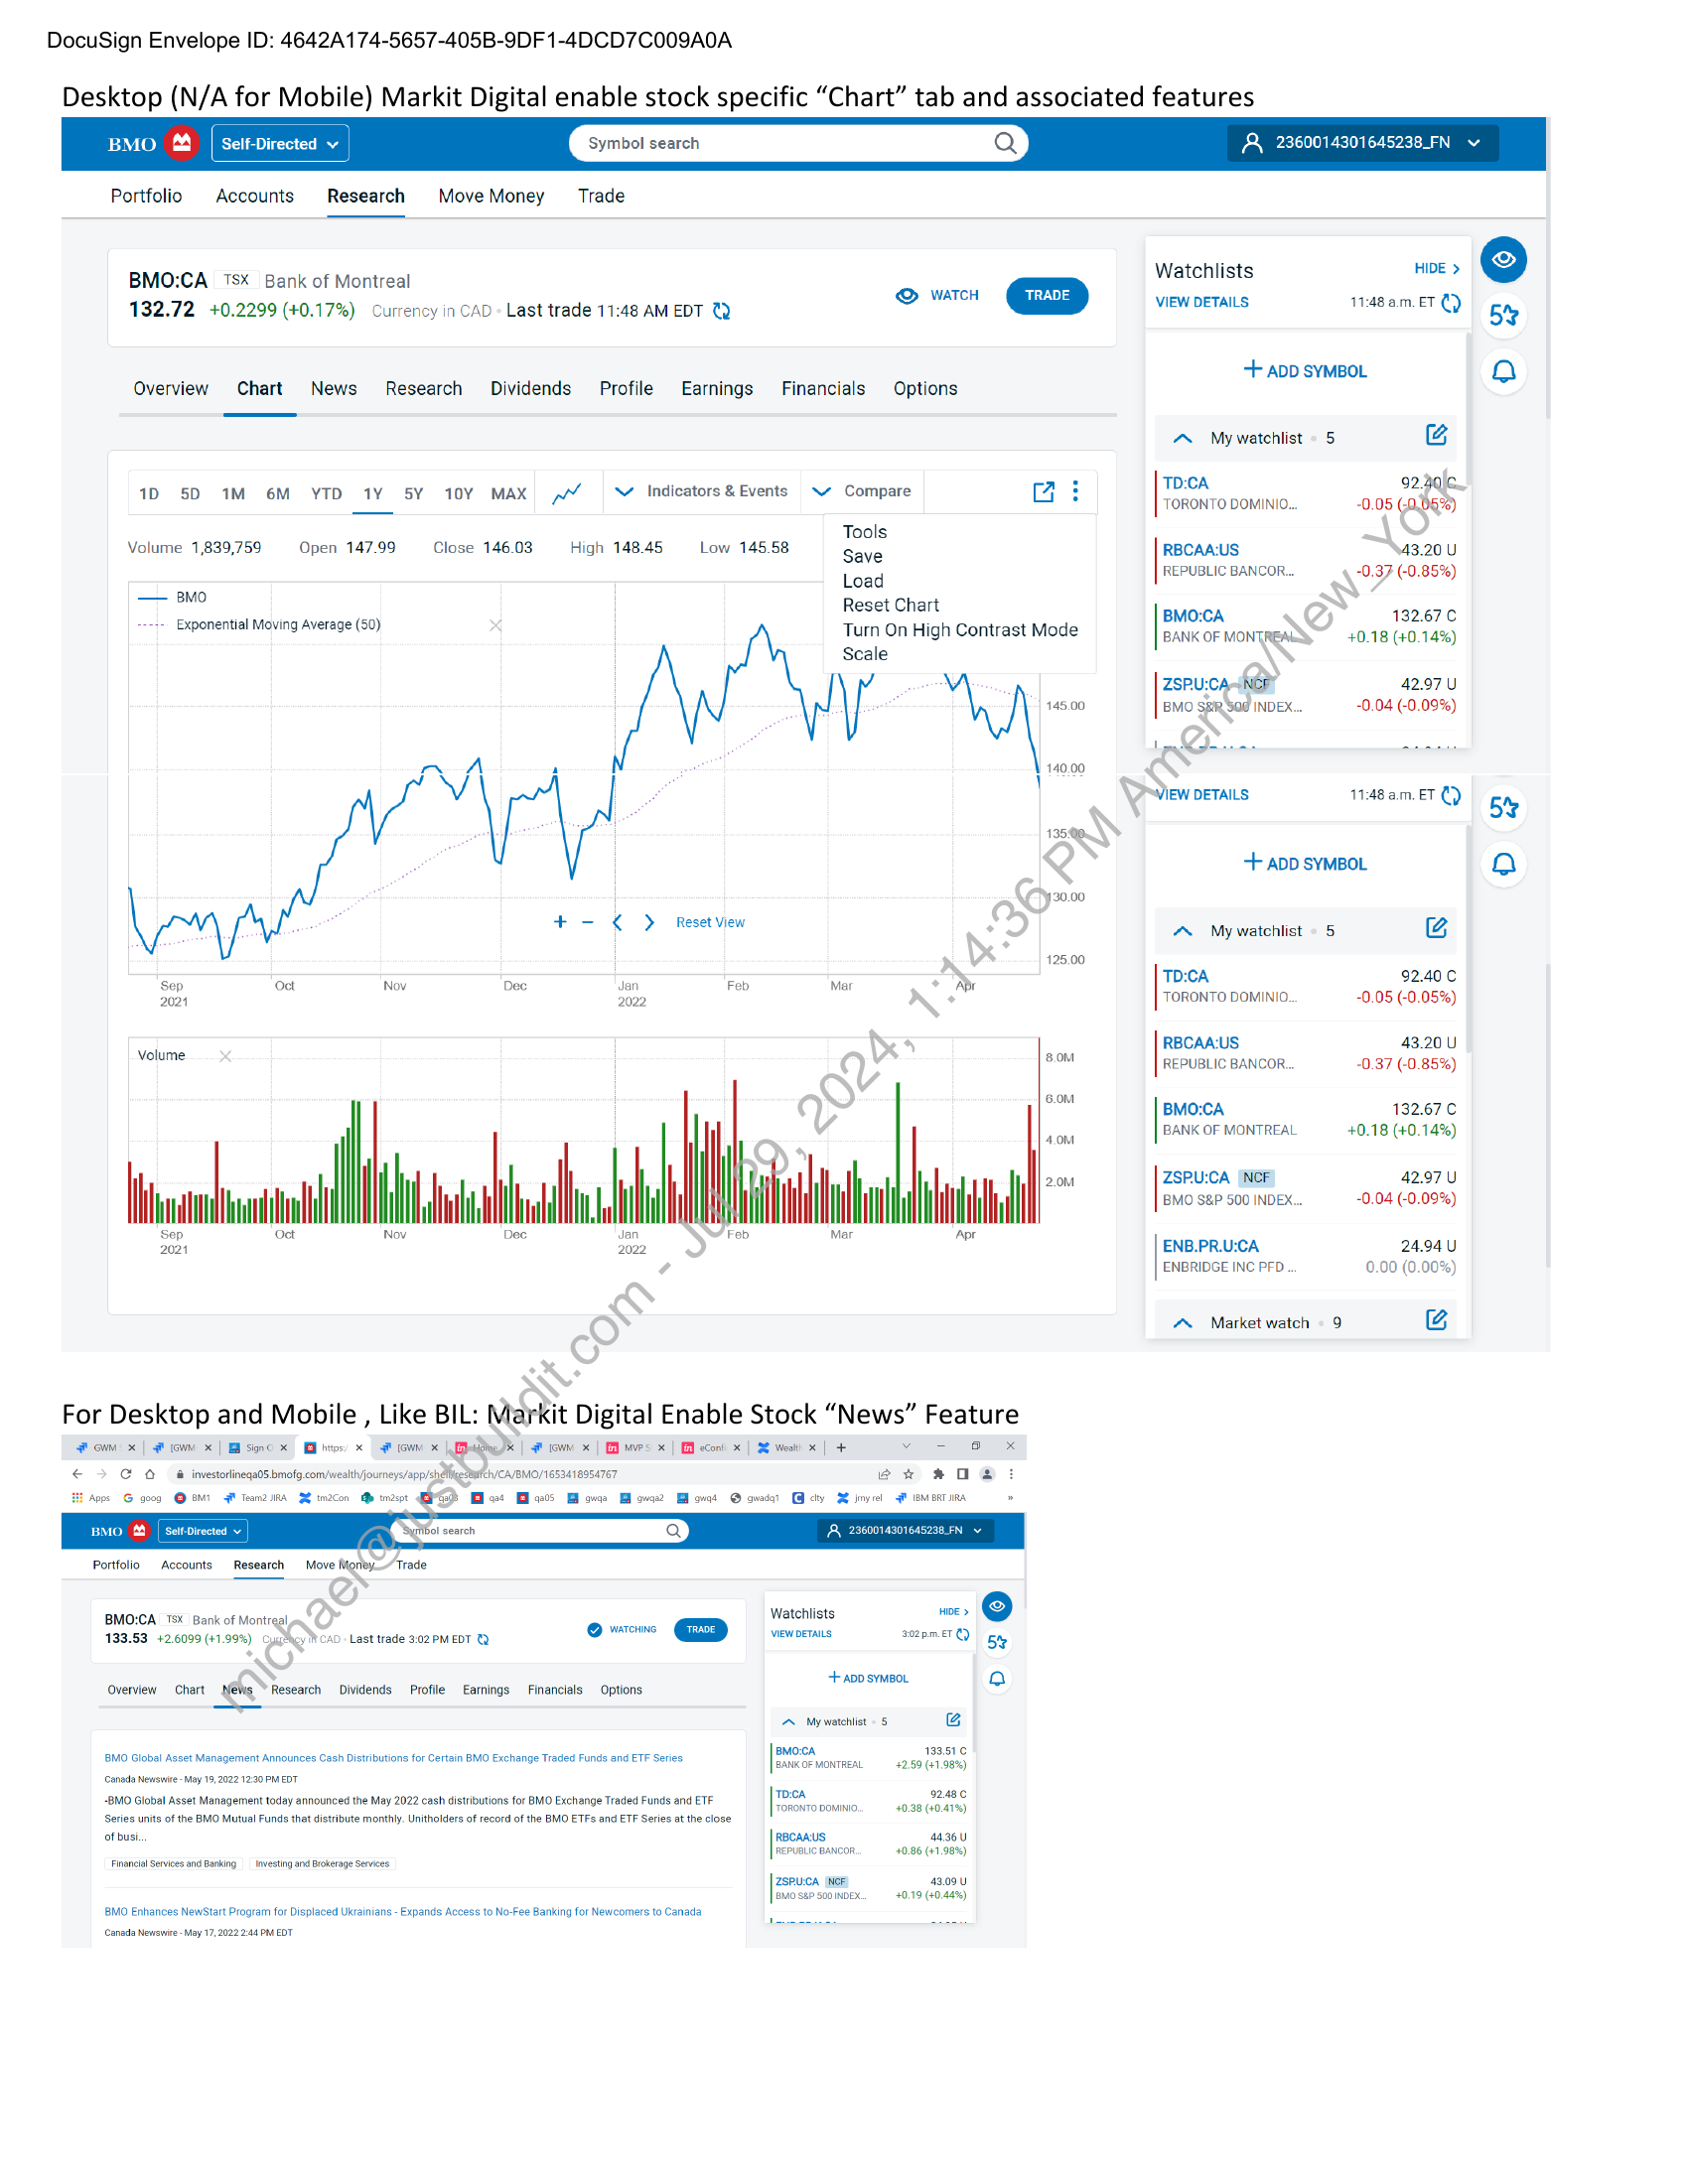 DocuSign Envelope ID: 4642A174-5657-405B-9DF1-4DCD7C009A0A
Desktop (N/A for Mobile) Markit Digital enable stock specific “Chart” tab and associated features
BMO Self-Directed Symbol search 2360014301645238_FN
Portfolio Accounts Research Move Money Trade
BMO:CA TSX Bank of Montreal
132.72 +0.2299 (+0.17%) Currency in CAD • Last trade 11:48 AM EDT
WATCH TRADE
Overview Chart News Research Dividends Profile Earnings Financials Options
1D 5D 1M 6M YTD 1Y 5Y 10Y MAX Indicators & Events Compare
Volume 1,839,759 Open 147.99 Close 146.03 High 148.45 Low 145.58
Tools
Save
Load
Reset Chart
Turn On High Contrast Mode
Scale
BMO
Exponential Moving Average (50)
145.00
140.00
135.00
130.00
125.00
+ − Reset View
Sep Oct Nov Dec Jan Feb Mar Apr
2021 2022
Volume
8.0M
6.0M
4.0M
2.0M
Sep Oct Nov Dec Jan Feb Mar Apr
2021 2022
Watchlists HIDE
VIEW DETAILS 11:48 a.m. ET
5
+ ADD SYMBOL
My watchlist • 5
TD:CA 92.40 C
TORONTO DOMINIO... -0.05 (-0.05%)
RBCAA:US 43.20 U
REPUBLIC BANCOR... -0.37 (-0.85%)
BMO:CA 132.67 C
BANK OF MONTREAL +0.18 (+0.14%)
ZSP.U:CA NCF 42.97 U
BMO S&P 500 INDEX... -0.04 (-0.09%)
VIEW DETAILS 11:48 a.m. ET
5
+ ADD SYMBOL
My watchlist • 5
TD:CA 92.40 C
TORONTO DOMINIO... -0.05 (-0.05%)
RBCAA:US 43.20 U
REPUBLIC BANCOR... -0.37 (-0.85%)
BMO:CA 132.67 C
BANK OF MONTREAL +0.18 (+0.14%)
ZSP.U:CA NCF 42.97 U
BMO S&P 500 INDEX... -0.04 (-0.09%)
ENB.PR.U:CA 24.94 U
ENBRIDGE INC PFD ... 0.00 (0.00%)
Market watch • 9
For Desktop and Mobile , Like BIL: Markit Digital Enable Stock “News” Feature
GWM [GWM Sign https:/ [GWM Home [GWM MVP S eConf Wealth
investorlineqa05.bmofg.com/wealth/journeys/app/shell/research/CA/BMO/1653418954767
Apps goog BM1 Team2 JIRA tm2Con tm2spt qa03 qa4 qa05 gwqa gwqa2 gwq4 gwadq1 clty jrny rel IBM BRT JIRA »
BMO Self-Directed Symbol search 2360014301645238_FN
Portfolio Accounts Research Move Money Trade
BMO:CA TSX Bank of Montreal
133.53 +2.6099 (+1.99%) Currency in CAD • Last trade 3:02 PM EDT
WATCHING TRADE
Overview Chart News Research Dividends Profile Earnings Financials Options
BMO Global Asset Management Announces Cash Distributions for Certain BMO Exchange Traded Funds and ETF Series
Canada Newswire - May 19, 2022 12:30 PM EDT
-BMO Global Asset Management today announced the May 2022 cash distributions for BMO Exchange Traded Funds and ETF
Series units of the BMO Mutual Funds that distribute monthly. Unitholders of record of the BMO ETFs and ETF Series at the close
of busi...
Financial Services and Banking Investing and Brokerage Services
BMO Enhances NewStart Program for Displaced Ukrainians - Expands Access to No-Fee Banking for Newcomers to Canada
Canada Newswire - May 17, 2022 2:44 PM EDT
Watchlists HIDE
VIEW DETAILS 3:02 p.m. ET
5
+ ADD SYMBOL
My watchlist • 5
BMO:CA 133.51 C
BANK OF MONTREAL +2.59 (+1.98%)
TD:CA 92.48 C
TORONTO DOMINIO... +0.38 (+0.41%)
RBCAA:US 44.36 U
REPUBLIC BANCOR... +0.86 (+1.98%)
ZSP.U:CA NCF 43.09 U
BMO S&P 500 INDEX... +0.19 (+0.44%)
michael@justbuildit.com - Jul 29, 2024, 1:14:36 PM America/New_York